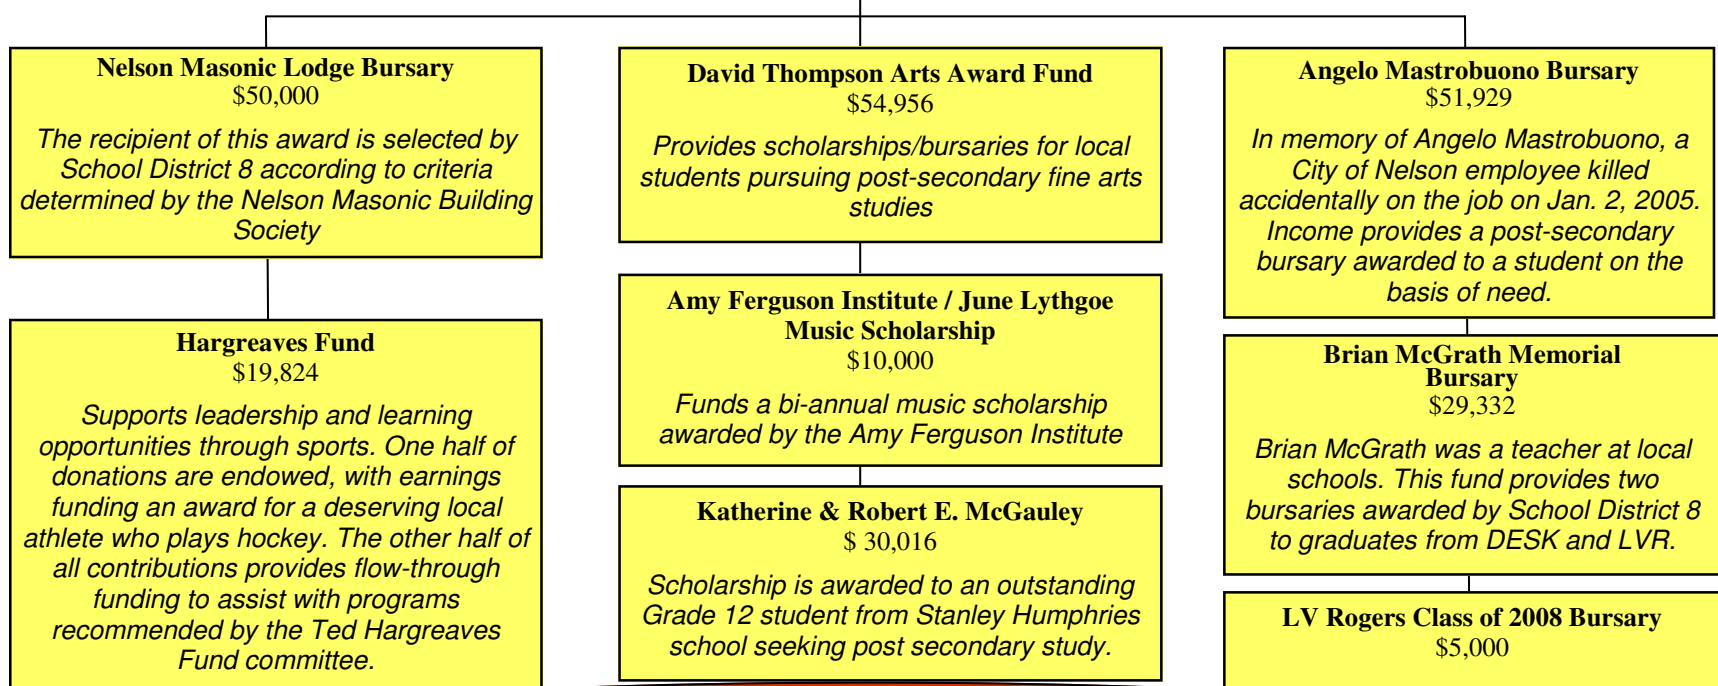 Nelson Masonic Lodge Bursary
$50,000
The recipient of this award is selected by
School District 8 according to criteria
determined by the Nelson Masonic Building
Society
Hargreaves Fund
$19,824
Supports leadership and learning
opportunities through sports. One half of
donations are endowed, with earnings
funding an award for a deserving local
athlete who plays hockey. The other half of
all contributions provides flow-through
funding to assist with programs
recommended by the Ted Hargreaves
Fund committee.
David Thompson Arts Award Fund
$54,956
Provides scholarships/bursaries for local
students pursuing post-secondary fine arts
studies
Amy Ferguson Institute / June Lythgoe
Music Scholarship
$10,000
Funds a bi-annual music scholarship
awarded by the Amy Ferguson Institute
Katherine & Robert E. McGauley
$ 30,016
Scholarship is awarded to an outstanding
Grade 12 student from Stanley Humphries
school seeking post secondary study.
Angelo Mastrobuono Bursary
$51,929
In memory of Angelo Mastrobuono, a
City of Nelson employee killed
accidentally on the job on Jan. 2, 2005.
Income provides a post-secondary
bursary awarded to a student on the
basis of need.
Brian McGrath Memorial
Bursary
$29,332
Brian McGrath was a teacher at local
schools. This fund provides two
bursaries awarded by School District 8
to graduates from DESK and LVR.
LV Rogers Class of 2008 Bursary
$5,000